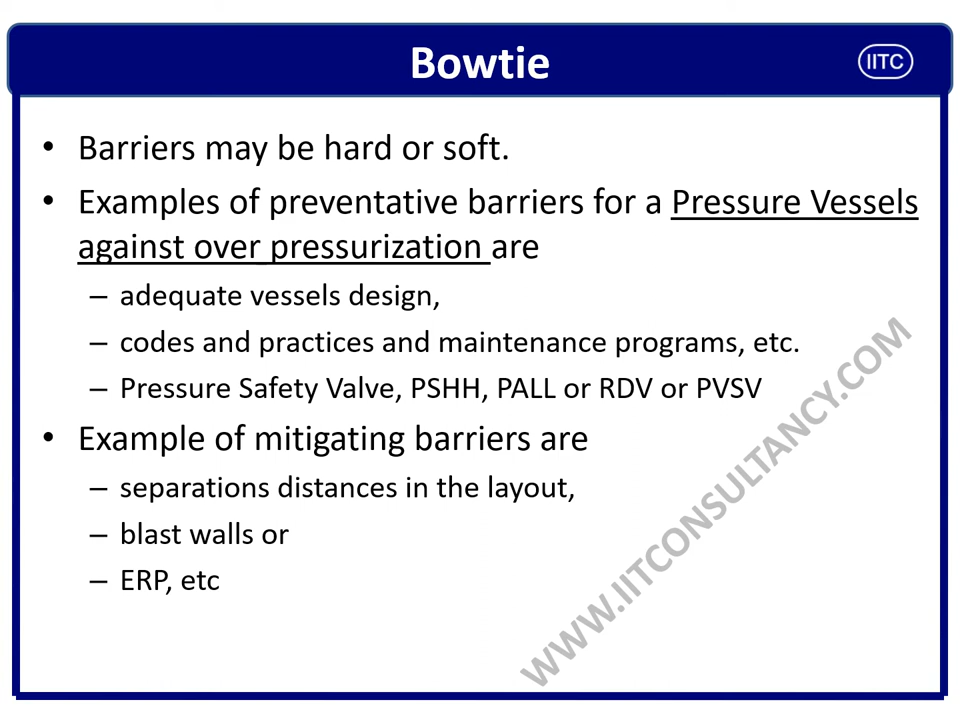 Bowtie
IITC
• Barriers may be hard or soft.
• Examples of preventative barriers for a Pressure Vessels
against over pressurization are
– adequate vessels design,
– codes and practices and maintenance programs, etc.
– Pressure Safety Valve, PSHH, PALL or RDV or PVSV
• Example of mitigating barriers are
– separations distances in the layout,
– blast walls or
– ERP, etc
WWW.IITCONSULTANCY.COM